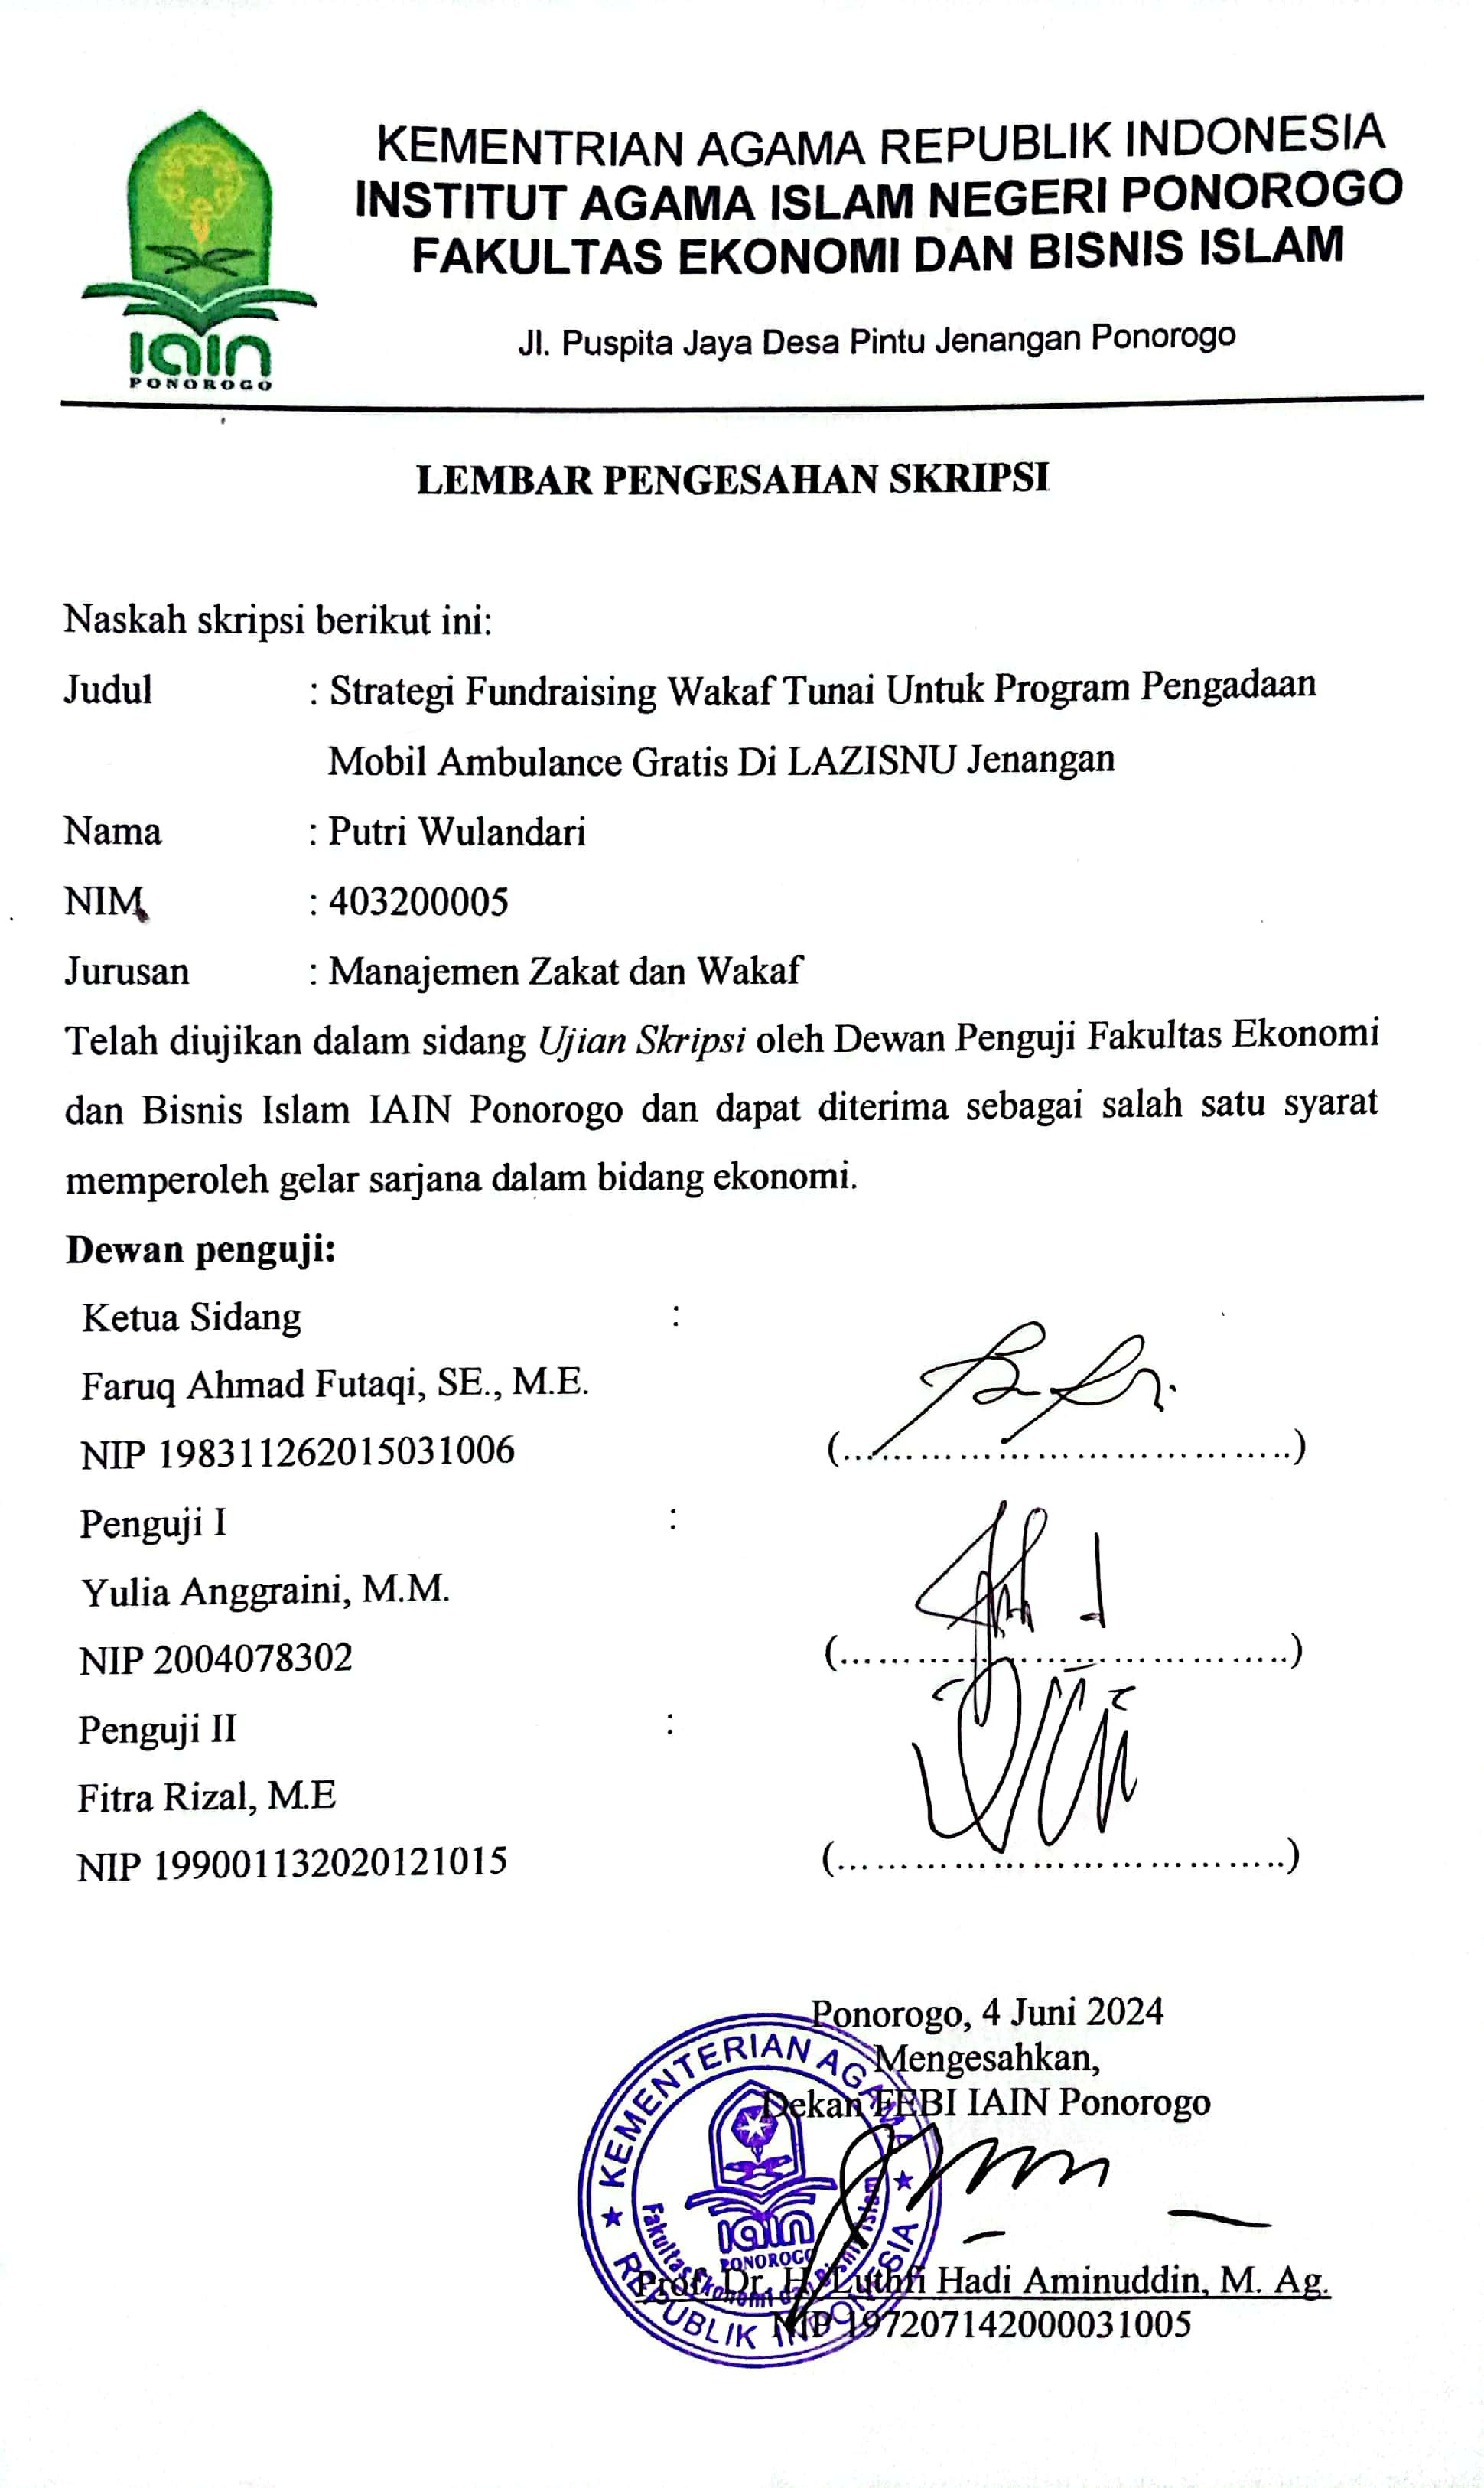 KEMENTRIAN AGAMA REPUBLIK INDONESIA
INSTITUT AGAMA ISLAM NEGERI PONOROGO
FAKULTAS EKONOMI DAN BISNIS ISLAM
Jl. Puspita Jaya Desa Pintu Jenangan Ponorogo
IAIN
PONOROGO
LEMBAR PENGESAHAN SKRIPSI
Naskah skripsi berikut ini:
Judul : Strategi Fundraising Wakaf Tunai Untuk Program Pengadaan
Mobil Ambulance Gratis Di LAZISNU Jenangan
Nama : Putri Wulandari
NIM : 403200005
Jurusan : Manajemen Zakat dan Wakaf
Telah diujikan dalam sidang Ujian Skripsi oleh Dewan Penguji Fakultas Ekonomi
dan Bisnis Islam IAIN Ponorogo dan dapat diterima sebagai salah satu syarat
memperoleh gelar sarjana dalam bidang ekonomi.
Dewan penguji:
Ketua Sidang :
Faruq Ahmad Futaqi, SE., M.E.
NIP 198311262015031006 (....................................)
Penguji I :
Yulia Anggraini, M.M.
NIP 2004078302 (....................................)
Penguji II :
Fitra Rizal, M.E
NIP 199001132020121015 (....................................)
Ponorogo, 4 Juni 2024
Mengesahkan,
Dekan FEBI IAIN Ponorogo
KEMENTERIAN AGAMA
REPUBLIK INDONESIA
Fakultas Ekonomi dan Bisnis Islam
IAIN
PONOROGO
Prof. Dr. H. Luthfi Hadi Aminuddin, M. Ag.
NIP 197207142000031005